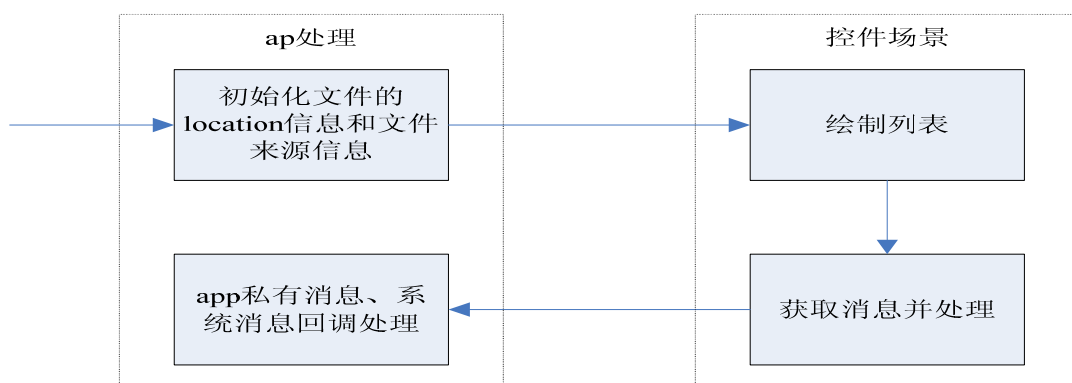 ap处理
控件场景
初始化文件的
location信息和文件
来源信息
绘制列表
app私有消息、系
统消息回调处理
获取消息并处理